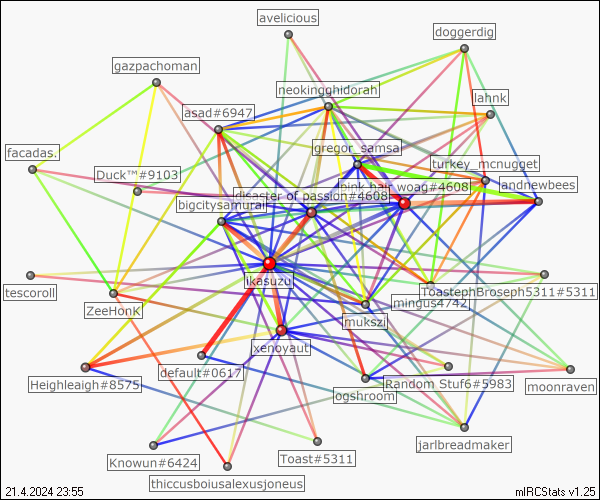 avelicious
doggerdig
gazpachoman
neokingghidorah
lahnk
asad#6947
gregor_samsa
facadas.
turkey_mcnugget
Duck™#9103
pink hair woag#4608
andnewbees
disaster of passion#4608
bigcitysamurai
ikasuzu
tescoroll
ToastephBroseph5311#5311
mingus4742
ZeeHonK
mukszi
xenoyaut
default#0617
Heighleaigh#8575
Random_Stuf6#5983
moonraven
ogshroom
jarlbreadmaker
Knowun#6424
Toast#5311
thiccusboiusalexusjoneus
21.4.2024 23:55
mIRCStats v1.25